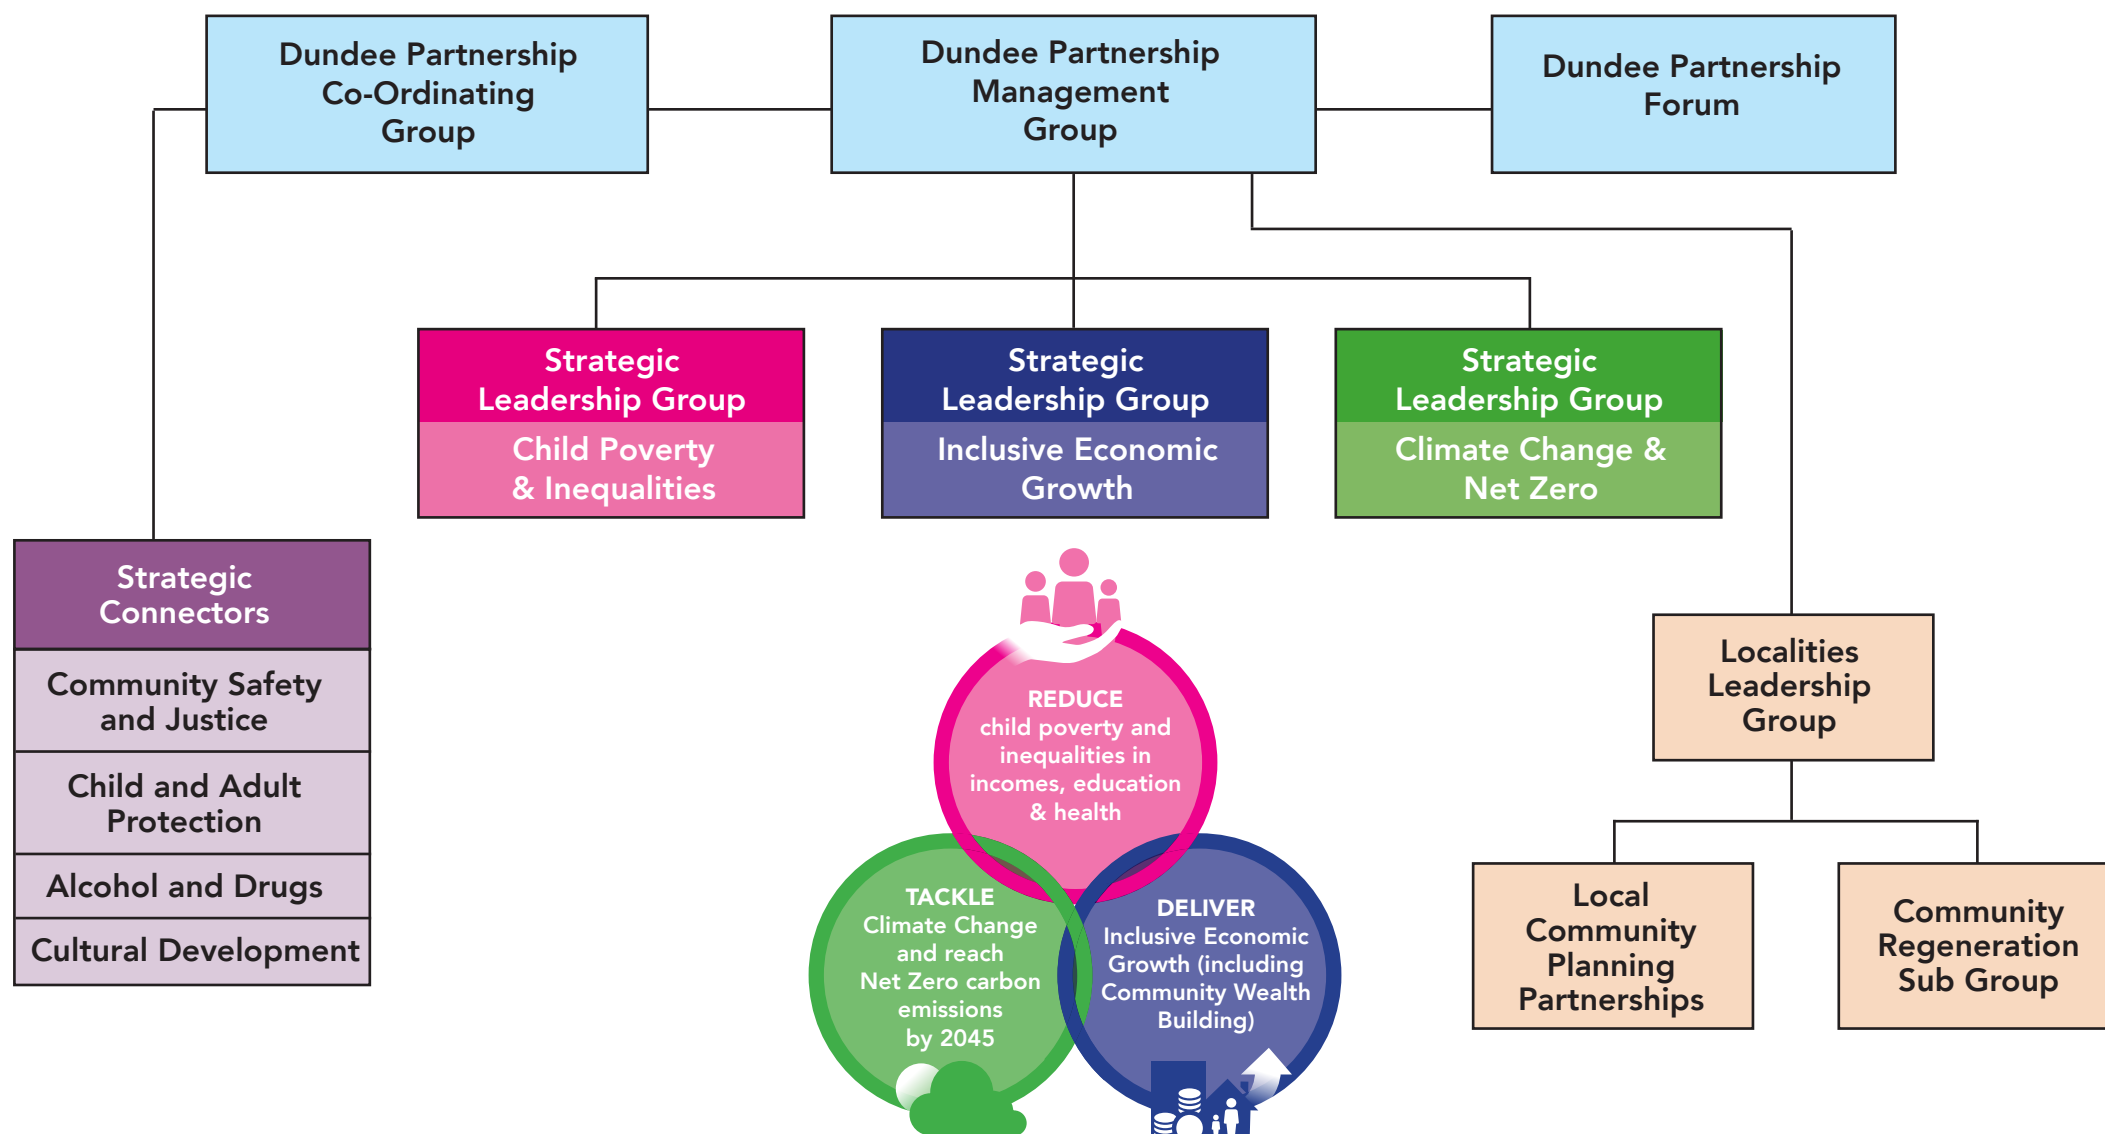 Dundee Partnership
Co-Ordinating
Group
Dundee Partnership
Management
Group
Dundee Partnership
Forum
Strategic
Leadership Group
Child Poverty
& Inequalities
Strategic
Leadership Group
Inclusive Economic
Growth
Strategic
Leadership Group
Climate Change &
Net Zero
Strategic
Connectors
Community Safety
and Justice
Child and Adult
Protection
Alcohol and Drugs
Cultural Development
REDUCE
child poverty and
inequalities in
incomes, education
& health
TACKLE
Climate Change
and reach
Net Zero carbon
emissions
by 2045
DELIVER
Inclusive Economic
Growth (including
Community Wealth
Building)
Localities
Leadership
Group
Local
Community
Planning
Partnerships
Community
Regeneration
Sub Group